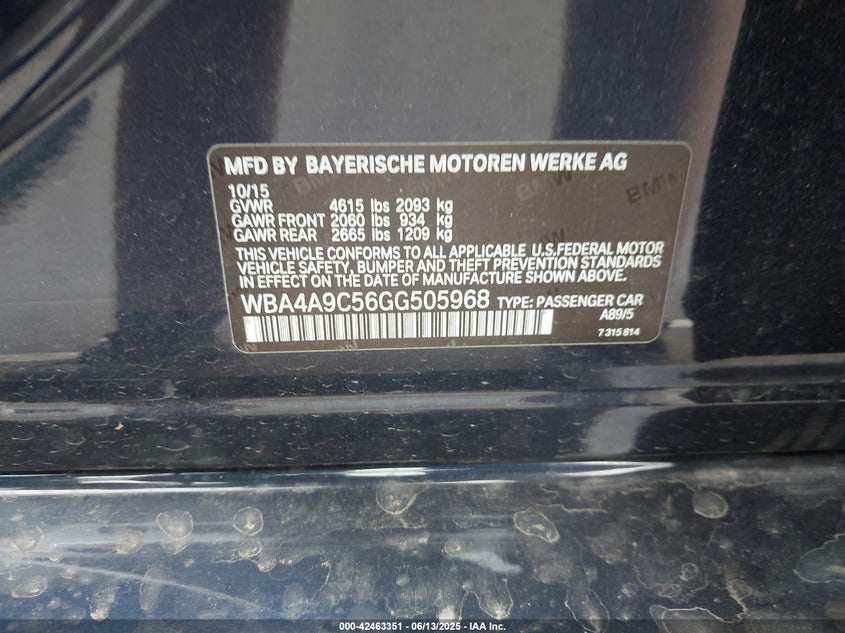 MFD BY BAYERISCHE MOTOREN WERKE AG
10/15
GVWR 4615 lbs 2093 kg
GAWR FRONT 2060 lbs 934 kg
GAWR REAR 2665 lbs 1209 kg
THIS VEHICLE CONFORMS TO ALL APPLICABLE U.S.FEDERAL MOTOR
VEHICLE SAFETY, BUMPER AND THEFT PREVENTION STANDARDS
IN EFFECT ON THE DATE OF MANUFACTURE SHOWN ABOVE.
WBA4A9C56GG505968 TYPE: PASSENGER CAR
A89/5
7 315 814
000-42463351 - 06/13/2025 - IAA Inc.